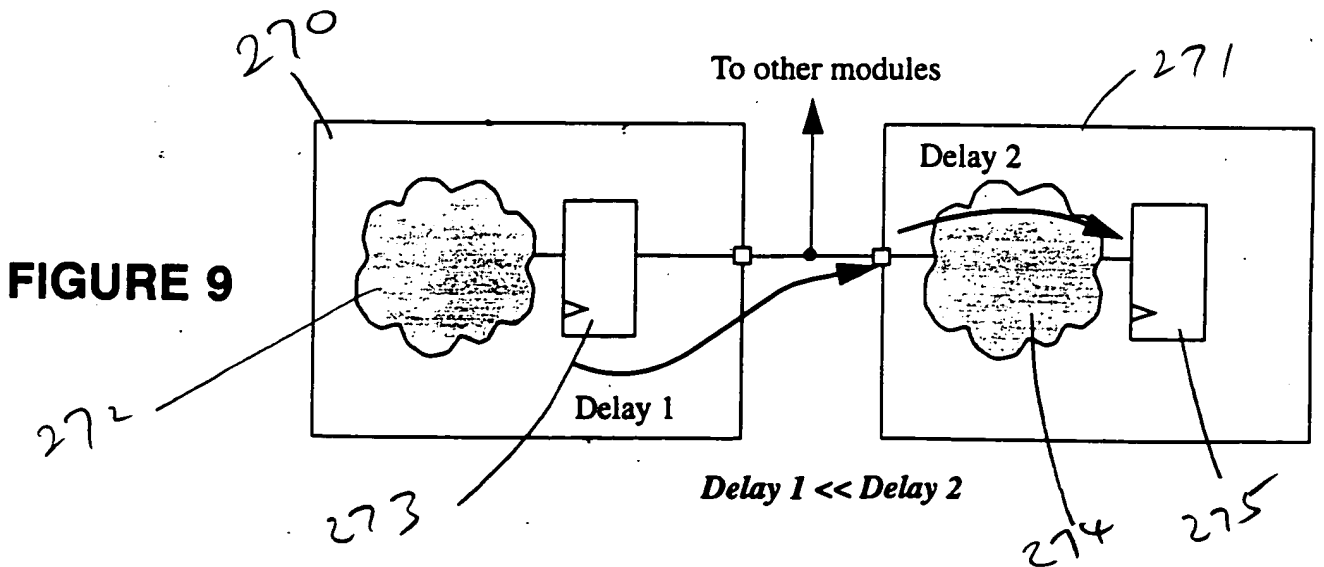 270
To other modules
271
Delay 2
FIGURE 9
Delay 1
272
Delay 1 << Delay 2
273
274
275